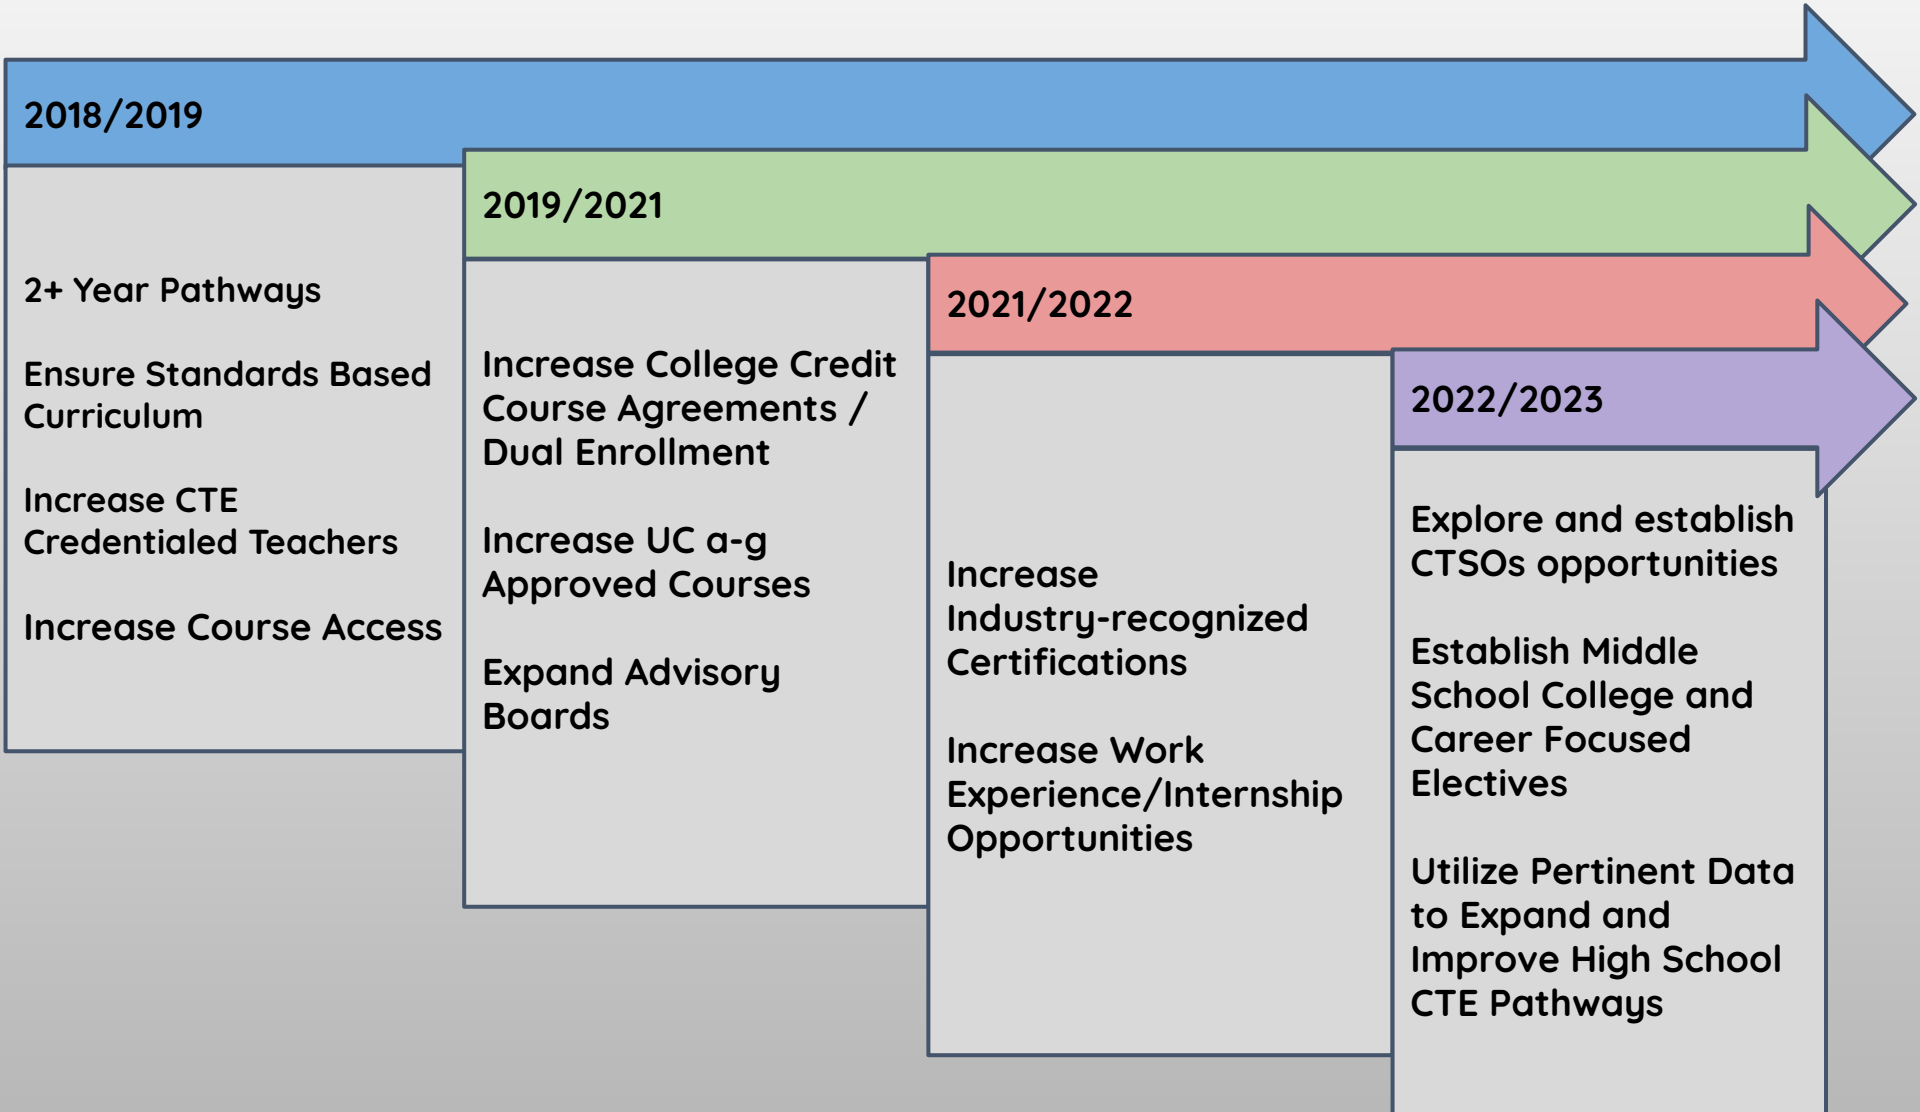 2018/2019
2+ Year Pathways
Ensure Standards Based
Curriculum
Increase CTE
Credentialed Teachers
Increase Course Access
2019/2021
Increase College Credit
Course Agreements /
Dual Enrollment
Increase UC a-g
Approved Courses
Expand Advisory
Boards
2021/2022
Increase
Industry-recognized
Certifications
Increase Work
Experience/Internship
Opportunities
2022/2023
Explore and establish
CTSOs opportunities
Establish Middle
School College and
Career Focused
Electives
Utilize Pertinent Data
to Expand and
Improve High School
CTE Pathways